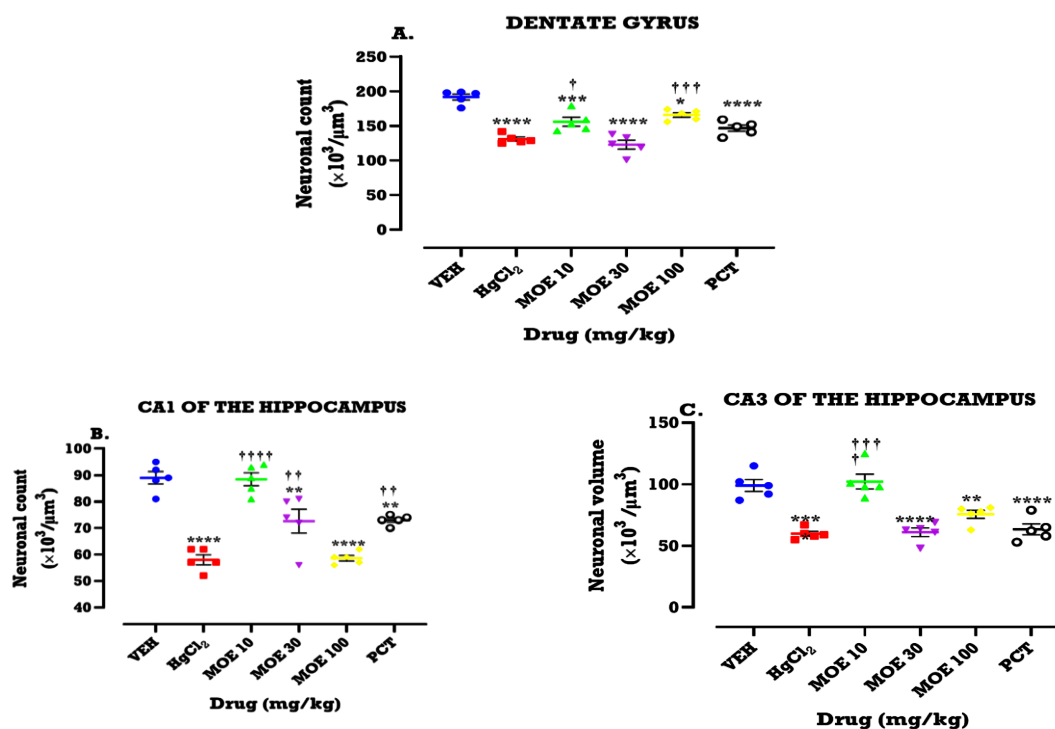 DENTATE GYRUS
A.
Neuronal count
(×10³/μm³)
250
200
150
100
50
0
****
†
***
****
†††
*
****
VEH
HgCl₂
MOE 10
MOE 30
MOE 100
PCT
Drug (mg/kg)
CA1 OF THE HIPPOCAMPUS
B.
Neuronal count
(×10³/μm³)
100
90
80
70
60
50
40
****
††††
††
**
****
††
**
VEH
HgCl₂
MOE 10
MOE 30
MOE 100
PCT
Drug (mg/kg)
CA3 OF THE HIPPOCAMPUS
C.
Neuronal volume
(×10³ /μm³)
150
100
50
0
***
*
†††
†
****
**
****
VEH
HgCl₂
MOE 10
MOE 30
MOE 100
PCT
Drug (mg/kg)